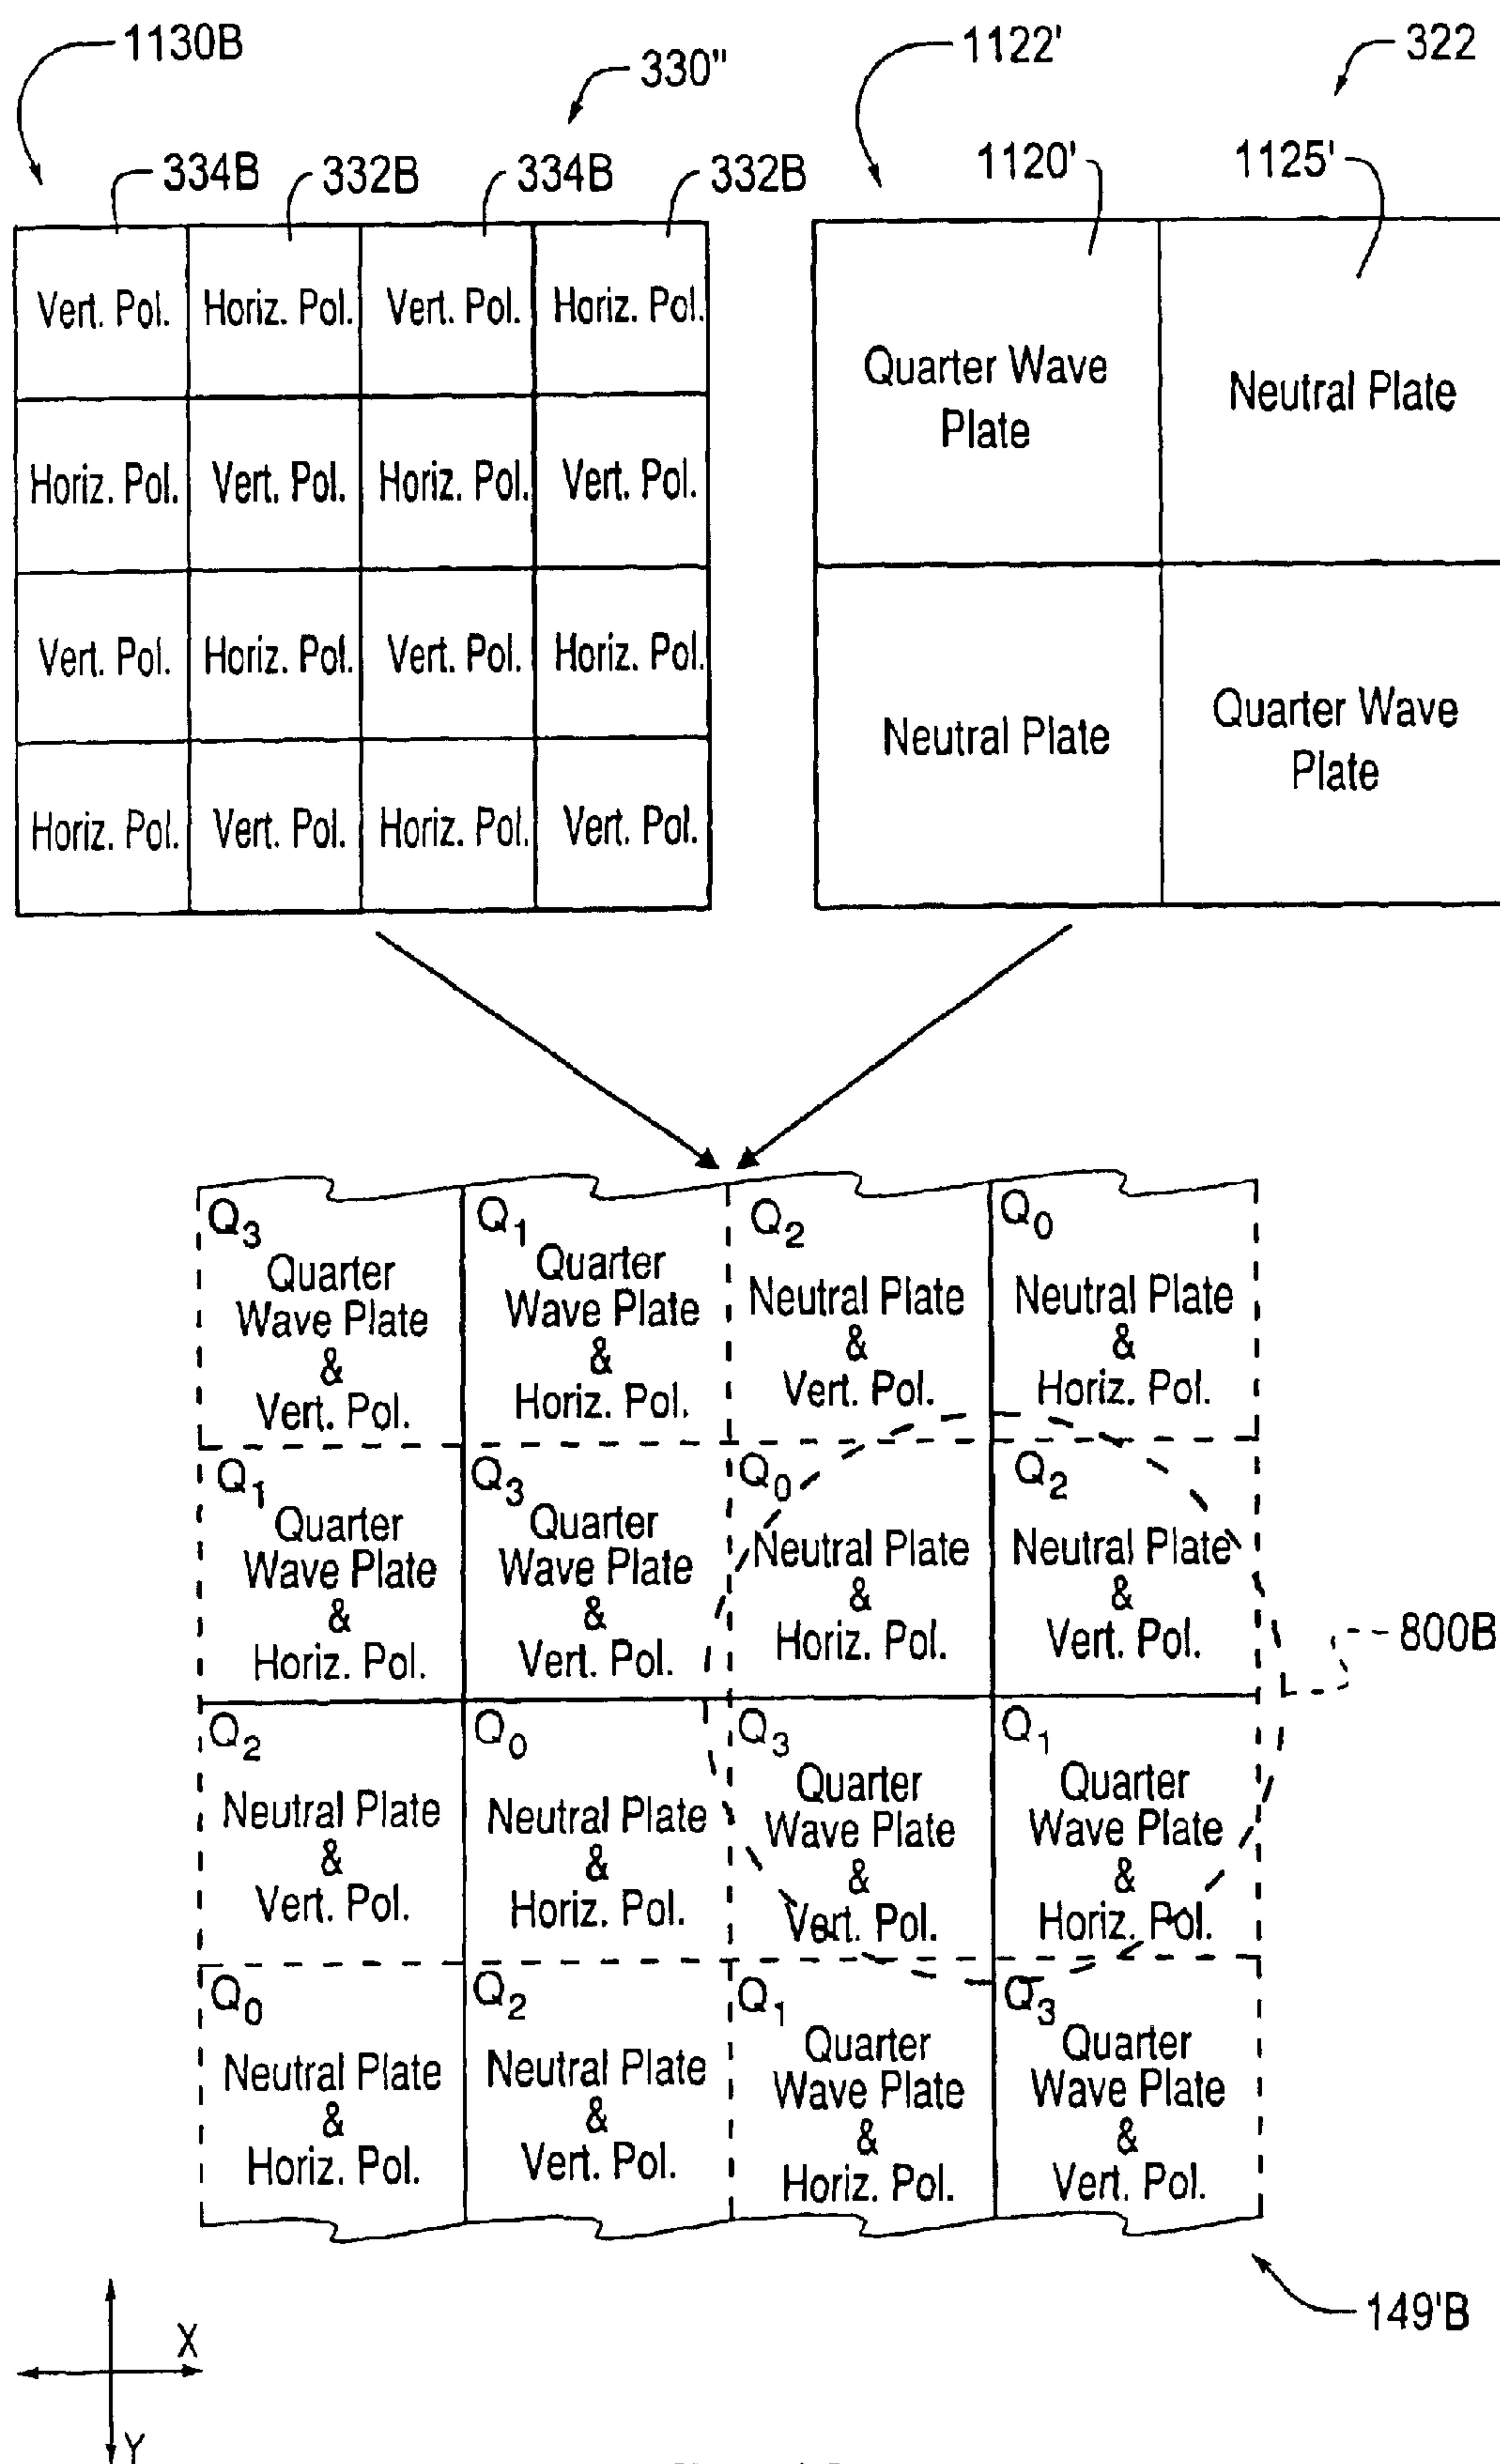 1130B
330"
1122'
322
334B
332B
334B
332B
1120'
1125'
Vert. Pol.
Horiz. Pol.
Vert. Pol.
Horiz. Pol.
Horiz. Pol.
Vert. Pol.
Horiz. Pol.
Vert. Pol.
Vert. Pol.
Horiz. Pol.
Vert. Pol.
Horiz. Pol.
Horiz. Pol.
Vert. Pol.
Horiz. Pol.
Vert. Pol.
Quarter Wave
Plate
Neutral Plate
Neutral Plate
Quarter Wave
Plate
Q3
Quarter
Wave Plate
&
Vert. Pol.
Q1
Quarter
Wave Plate
&
Horiz. Pol.
Q2
Neutral Plate
&
Vert. Pol.
Q0
Neutral Plate
&
Horiz. Pol.
Q1
Quarter
Wave Plate
&
Horiz. Pol.
Q3
Quarter
Wave Plate
&
Vert. Pol.
Q0
Neutral Plate
&
Horiz. Pol.
Q2
Neutral Plate
&
Vert. Pol.
800B
Q2
Neutral Plate
&
Vert. Pol.
Q0
Neutral Plate
&
Horiz. Pol.
Q3
Quarter
Wave Plate
&
Vert. Pol.
Q1
Quarter
Wave Plate
&
Horiz. Pol.
Q0
Neutral Plate
&
Horiz. Pol.
Q2
Neutral Plate
&
Vert. Pol.
Q1
Quarter
Wave Plate
&
Horiz. Pol.
Q3
Quarter
Wave Plate
&
Vert. Pol.
149'B
X
Y